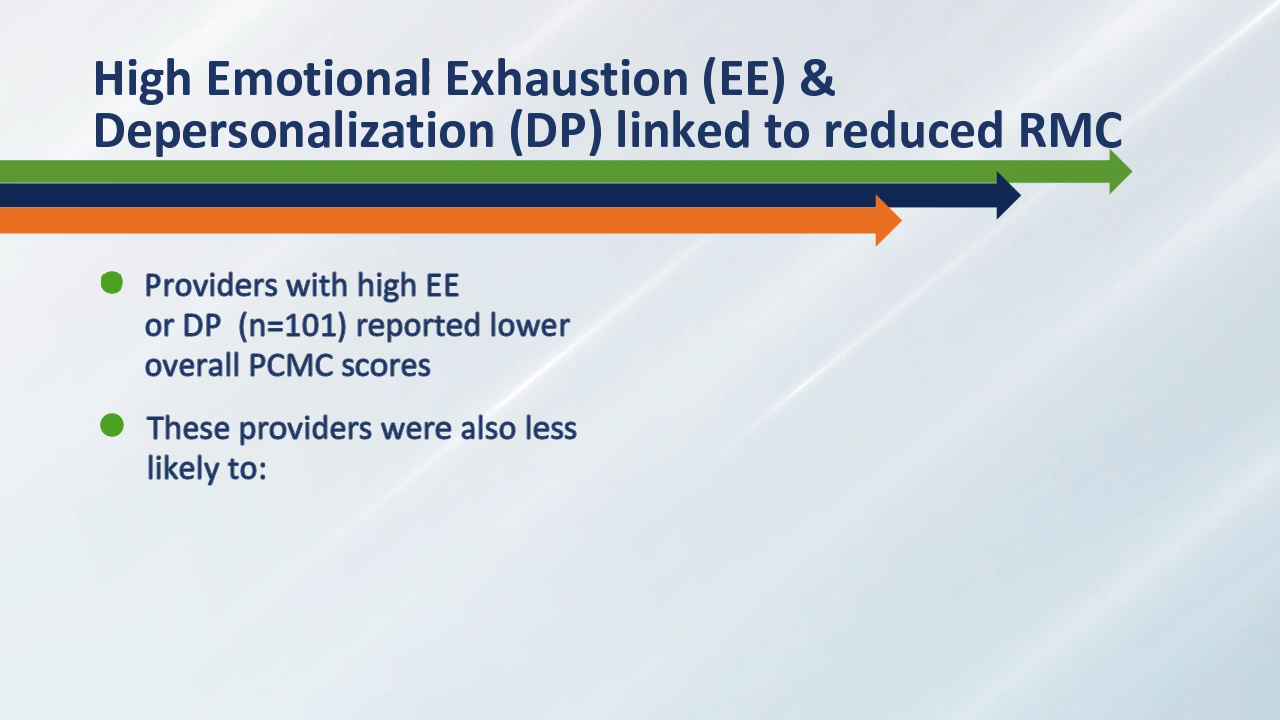 High Emotional Exhaustion (EE) &
Depersonalization (DP) linked to reduced RMC
Providers with high EE
or DP  (n=101) reported lower
overall PCMC scores
These providers were also less
likely to: